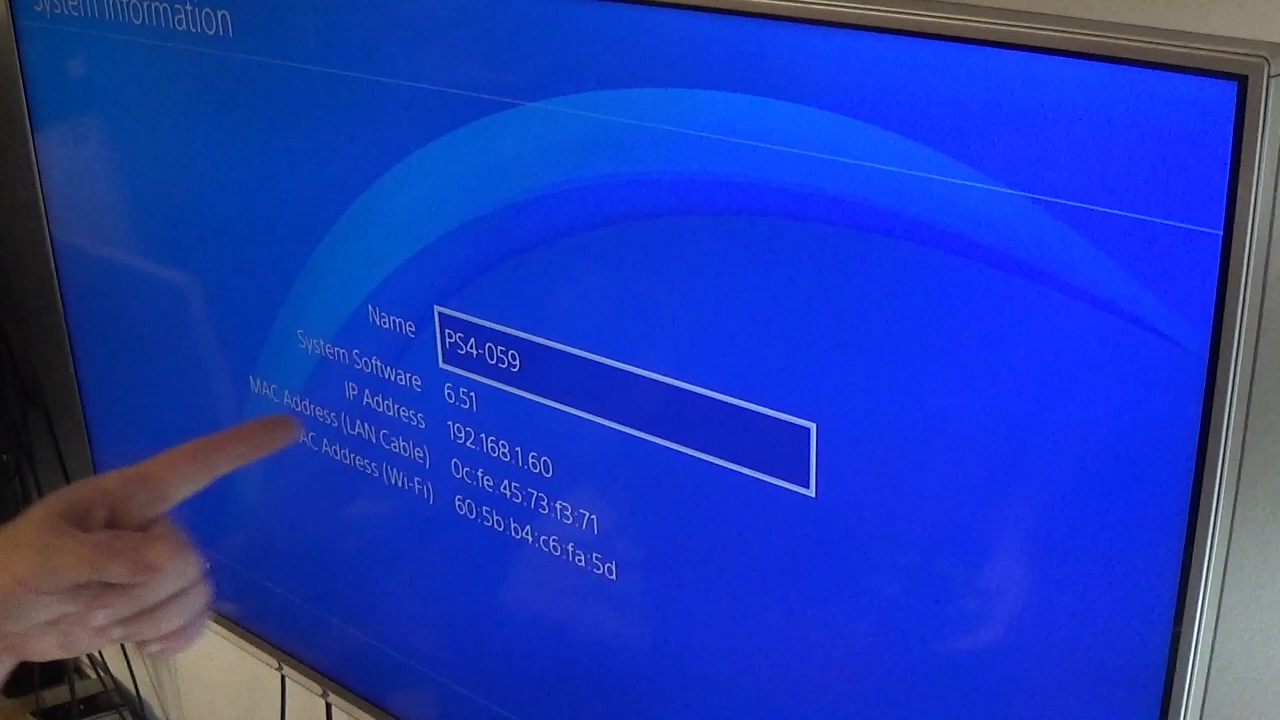 System Information
Name PS4-059
System Software 6.51
IP Address 192.168.1.60
MAC Address (LAN Cable) 0c:fe:45:73:f3:71
AC Address (Wi-Fi) 60:5b:b4:c6:fa:5d